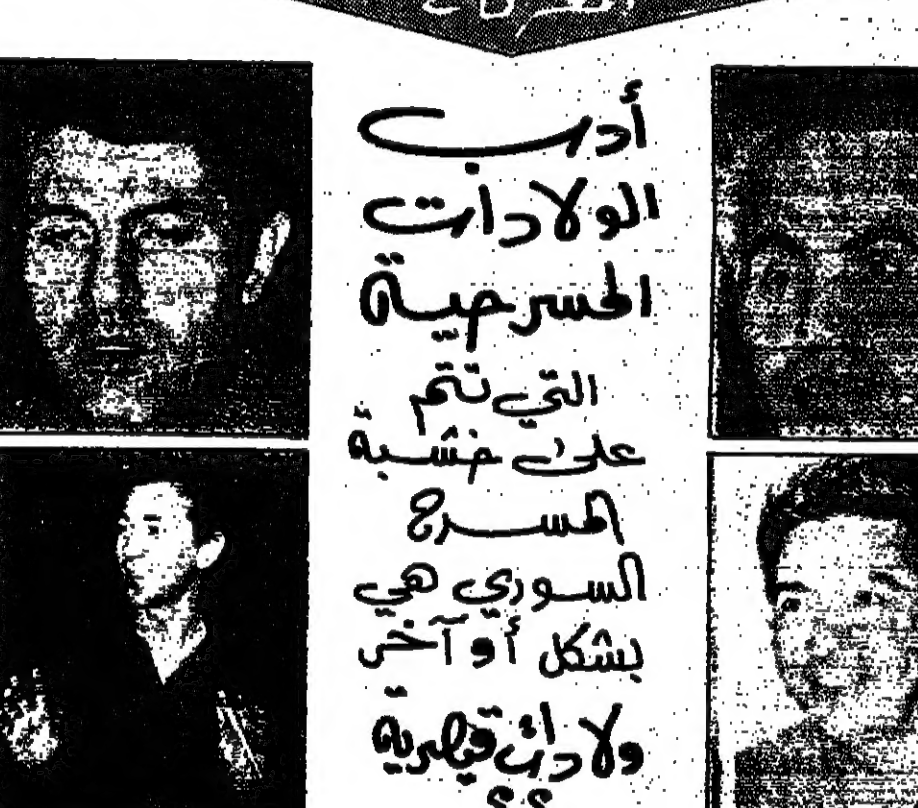 أدب
الولادات
المسرحية
التي تتم
على خشبة
المسرح
السوري هي
بشكل أو آخر
ولادات قيصرية
؟؟